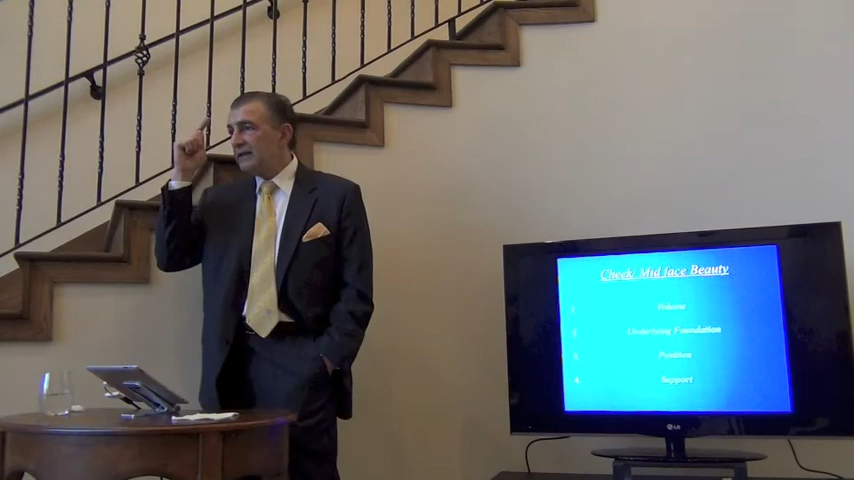 Cheek/ Mid face Beauty
1. Volume
2. Underlying Foundation
3. Position
4. Support
LG